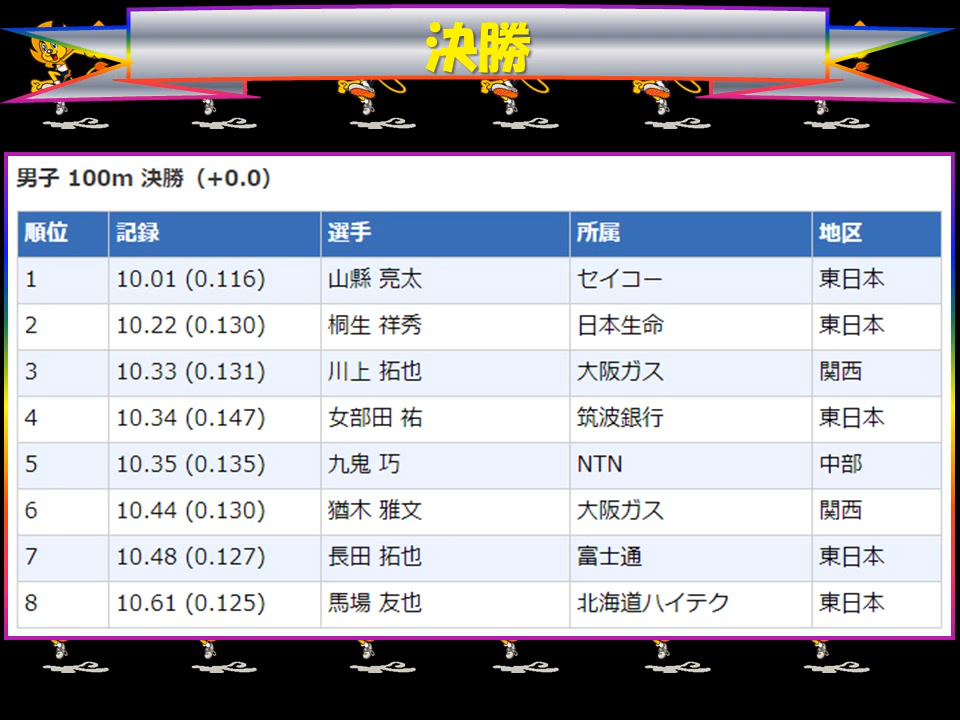 決勝
男子 100m 決勝（+0.0）
順位 記録 選手 所属 地区
1 10.01 (0.116) 山縣 亮太 セイコー 東日本
2 10.22 (0.130) 桐生 祥秀 日本生命 東日本
3 10.33 (0.131) 川上 拓也 大阪ガス 関西
4 10.34 (0.147) 女部田 祐 筑波銀行 東日本
5 10.35 (0.135) 九鬼 巧 NTN 中部
6 10.44 (0.130) 猶木 雅文 大阪ガス 関西
7 10.48 (0.127) 長田 拓也 富士通 東日本
8 10.61 (0.125) 馬場 友也 北海道ハイテク 東日本